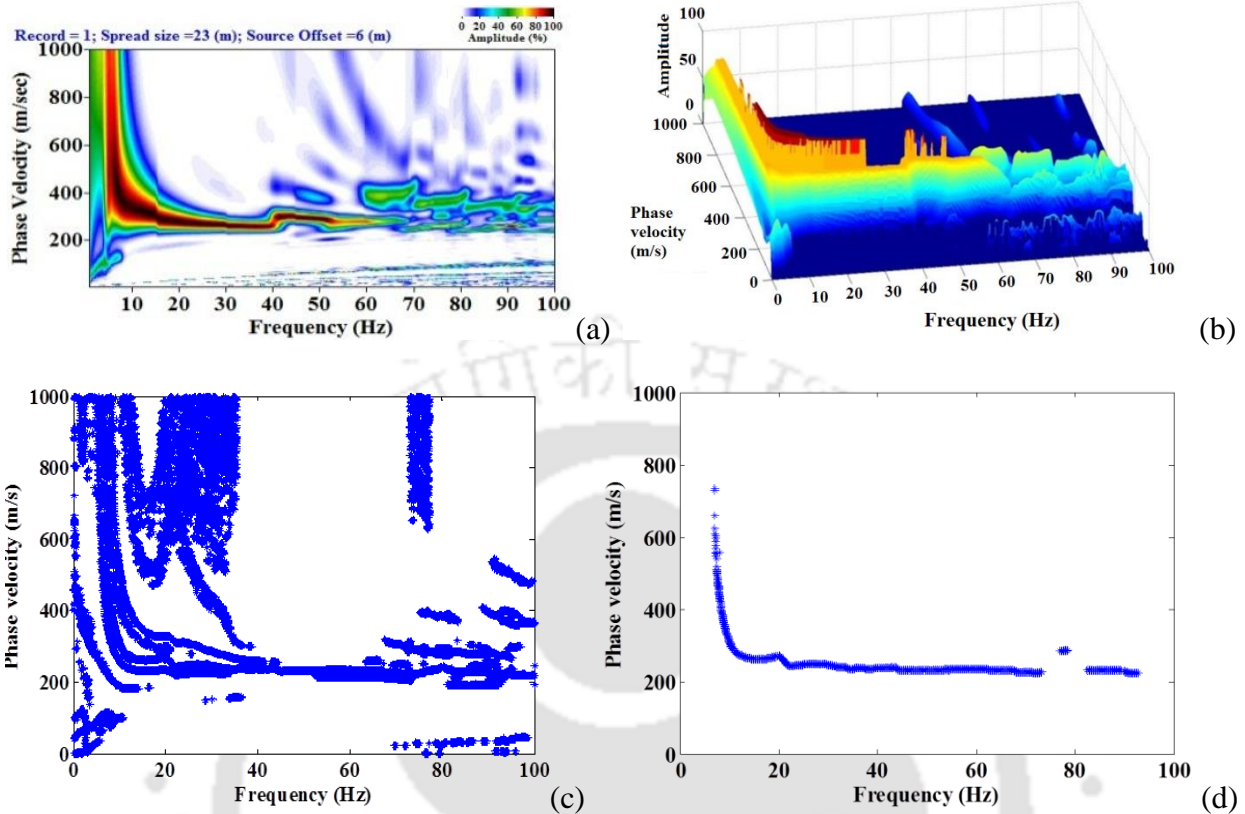 Record = 1; Spread size =23 (m); Source Offset =6 (m)
0 20 40 60 80 100
Amplitude (%)
Phase Velocity (m/sec)
1000
800
600
400
200
10 20 30 40 50 60 70 80 90 100
Frequency (Hz)
(a)
Amplitude
100
50
0
1000
800
600
400
200
0
Phase
velocity
(m/s)
0 10 20 30 40 50 60 70 80 90 100
Frequency (Hz)
(b)
Phase velocity (m/s)
1000
800
600
400
200
0
0 20 40 60 80 100
Frequency (Hz)
(c)
Phase velocity (m/s)
1000
800
600
400
200
0
0 20 40 60 80 100
Frequency (Hz)
(d)